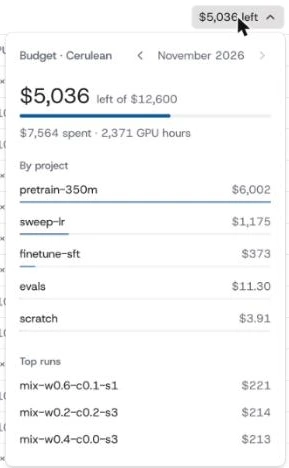 $5,036 left
Budget · Cerulean November 2026
$5,036 left of $12,600
$7,564 spent · 2,371 GPU hours
By project
pretrain-350m $6,002
sweep-lr $1,175
finetune-sft $373
evals $11.30
scratch $3.91
Top runs
mix-w0.6-c0.1-s1 $221
mix-w0.2-c0.2-s3 $214
mix-w0.4-c0.0-s3 $213